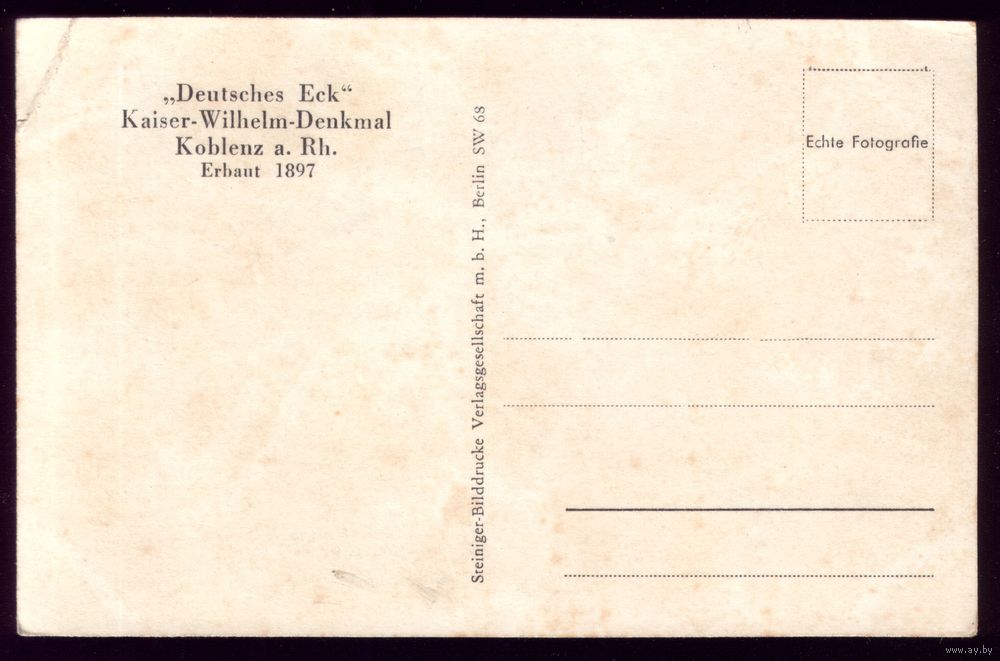 „Deutsches Eck“
Kaiser-Wilhelm-Denkmal
Koblenz a. Rh.
Erbaut 1897
Steiniger-Bilddrucke Verlagsgesellschaft m. b. H., Berlin SW 68
Echte Fotografie
www.ay.by